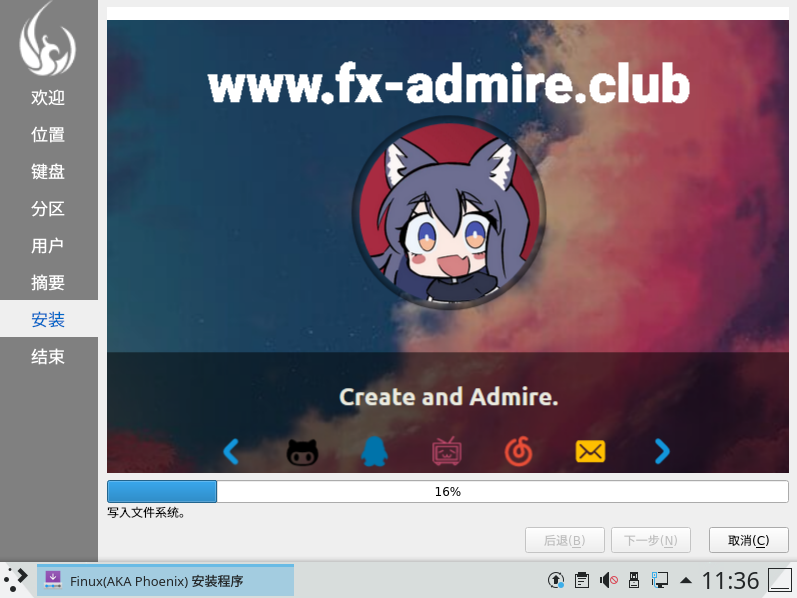 欢迎
位置
键盘
分区
用户
摘要
安装
结束
www.fx-admire.club
Create and Admire.
16%
写入文件系统。
后退(B)
下一步(N)
取消(C)
Finux(AKA Phoenix) 安装程序
11:36